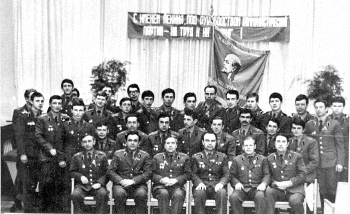 С ИМЕНЕМ ЛЕНИНА ПОД РУКОВОДСТВОМ КОММУНИСТИЧЕСКОЙ
ПАРТИИ - НА ТРУД И НА